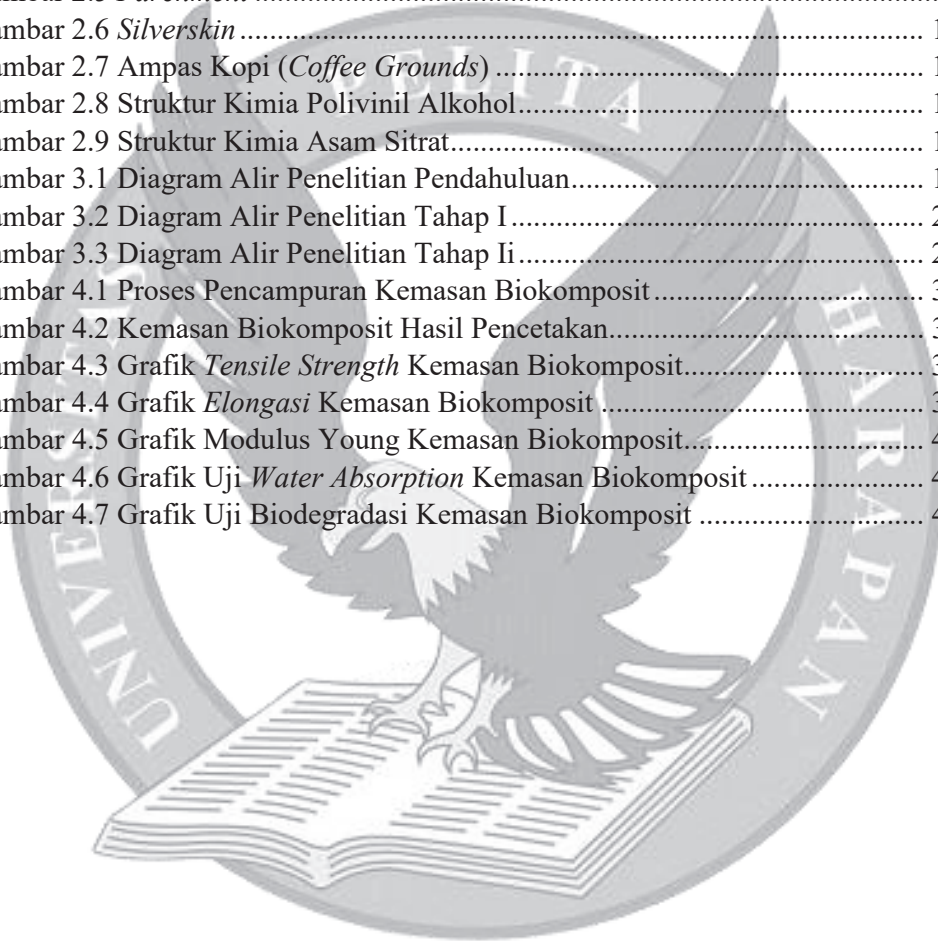 ambar 2.6 Silverskin ........................................................................................ 1
ambar 2.7 Ampas Kopi (Coffee Grounds) ....................................................... 1
ambar 2.8 Struktur Kimia Polivinil Alkohol .................................................... 1
ambar 2.9 Struktur Kimia Asam Sitrat ............................................................. 1
ambar 3.1 Diagram Alir Penelitian Pendahuluan ............................................. 1
ambar 3.2 Diagram Alir Penelitian Tahap I ..................................................... 2
ambar 3.3 Diagram Alir Penelitian Tahap Ii .................................................... 2
ambar 4.1 Proses Pencampuran Kemasan Biokomposit .................................. 3
ambar 4.2 Kemasan Biokomposit Hasil Pencetakan ........................................ 3
ambar 4.3 Grafik Tensile Strength Kemasan Biokomposit .............................. 3
ambar 4.4 Grafik Elongasi Kemasan Biokomposit .......................................... 3
ambar 4.5 Grafik Modulus Young Kemasan Biokomposit .............................. 4
ambar 4.6 Grafik Uji Water Absorption Kemasan Biokomposit ..................... 4
ambar 4.7 Grafik Uji Biodegradasi Kemasan Biokomposit ............................ 4
UNIVERSITAS PELITA HARAPAN